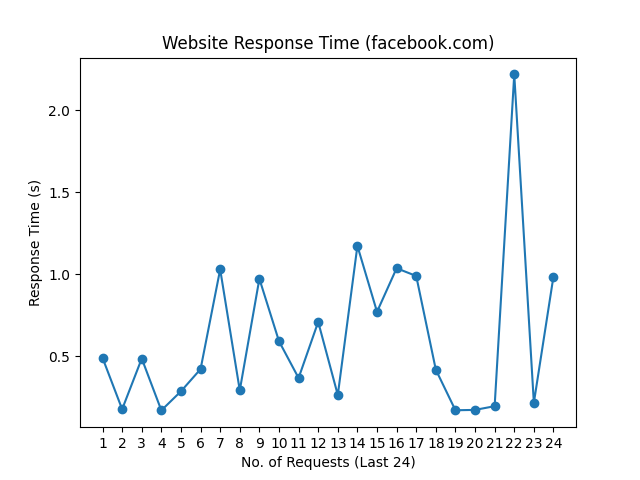 Website Response Time (facebook.com)
Response Time (s)
2.0
1.5
1.0
0.5
1 2 3 4 5 6 7 8 9 10 11 12 13 14 15 16 17 18 19 20 21 22 23 24
No. of Requests (Last 24)